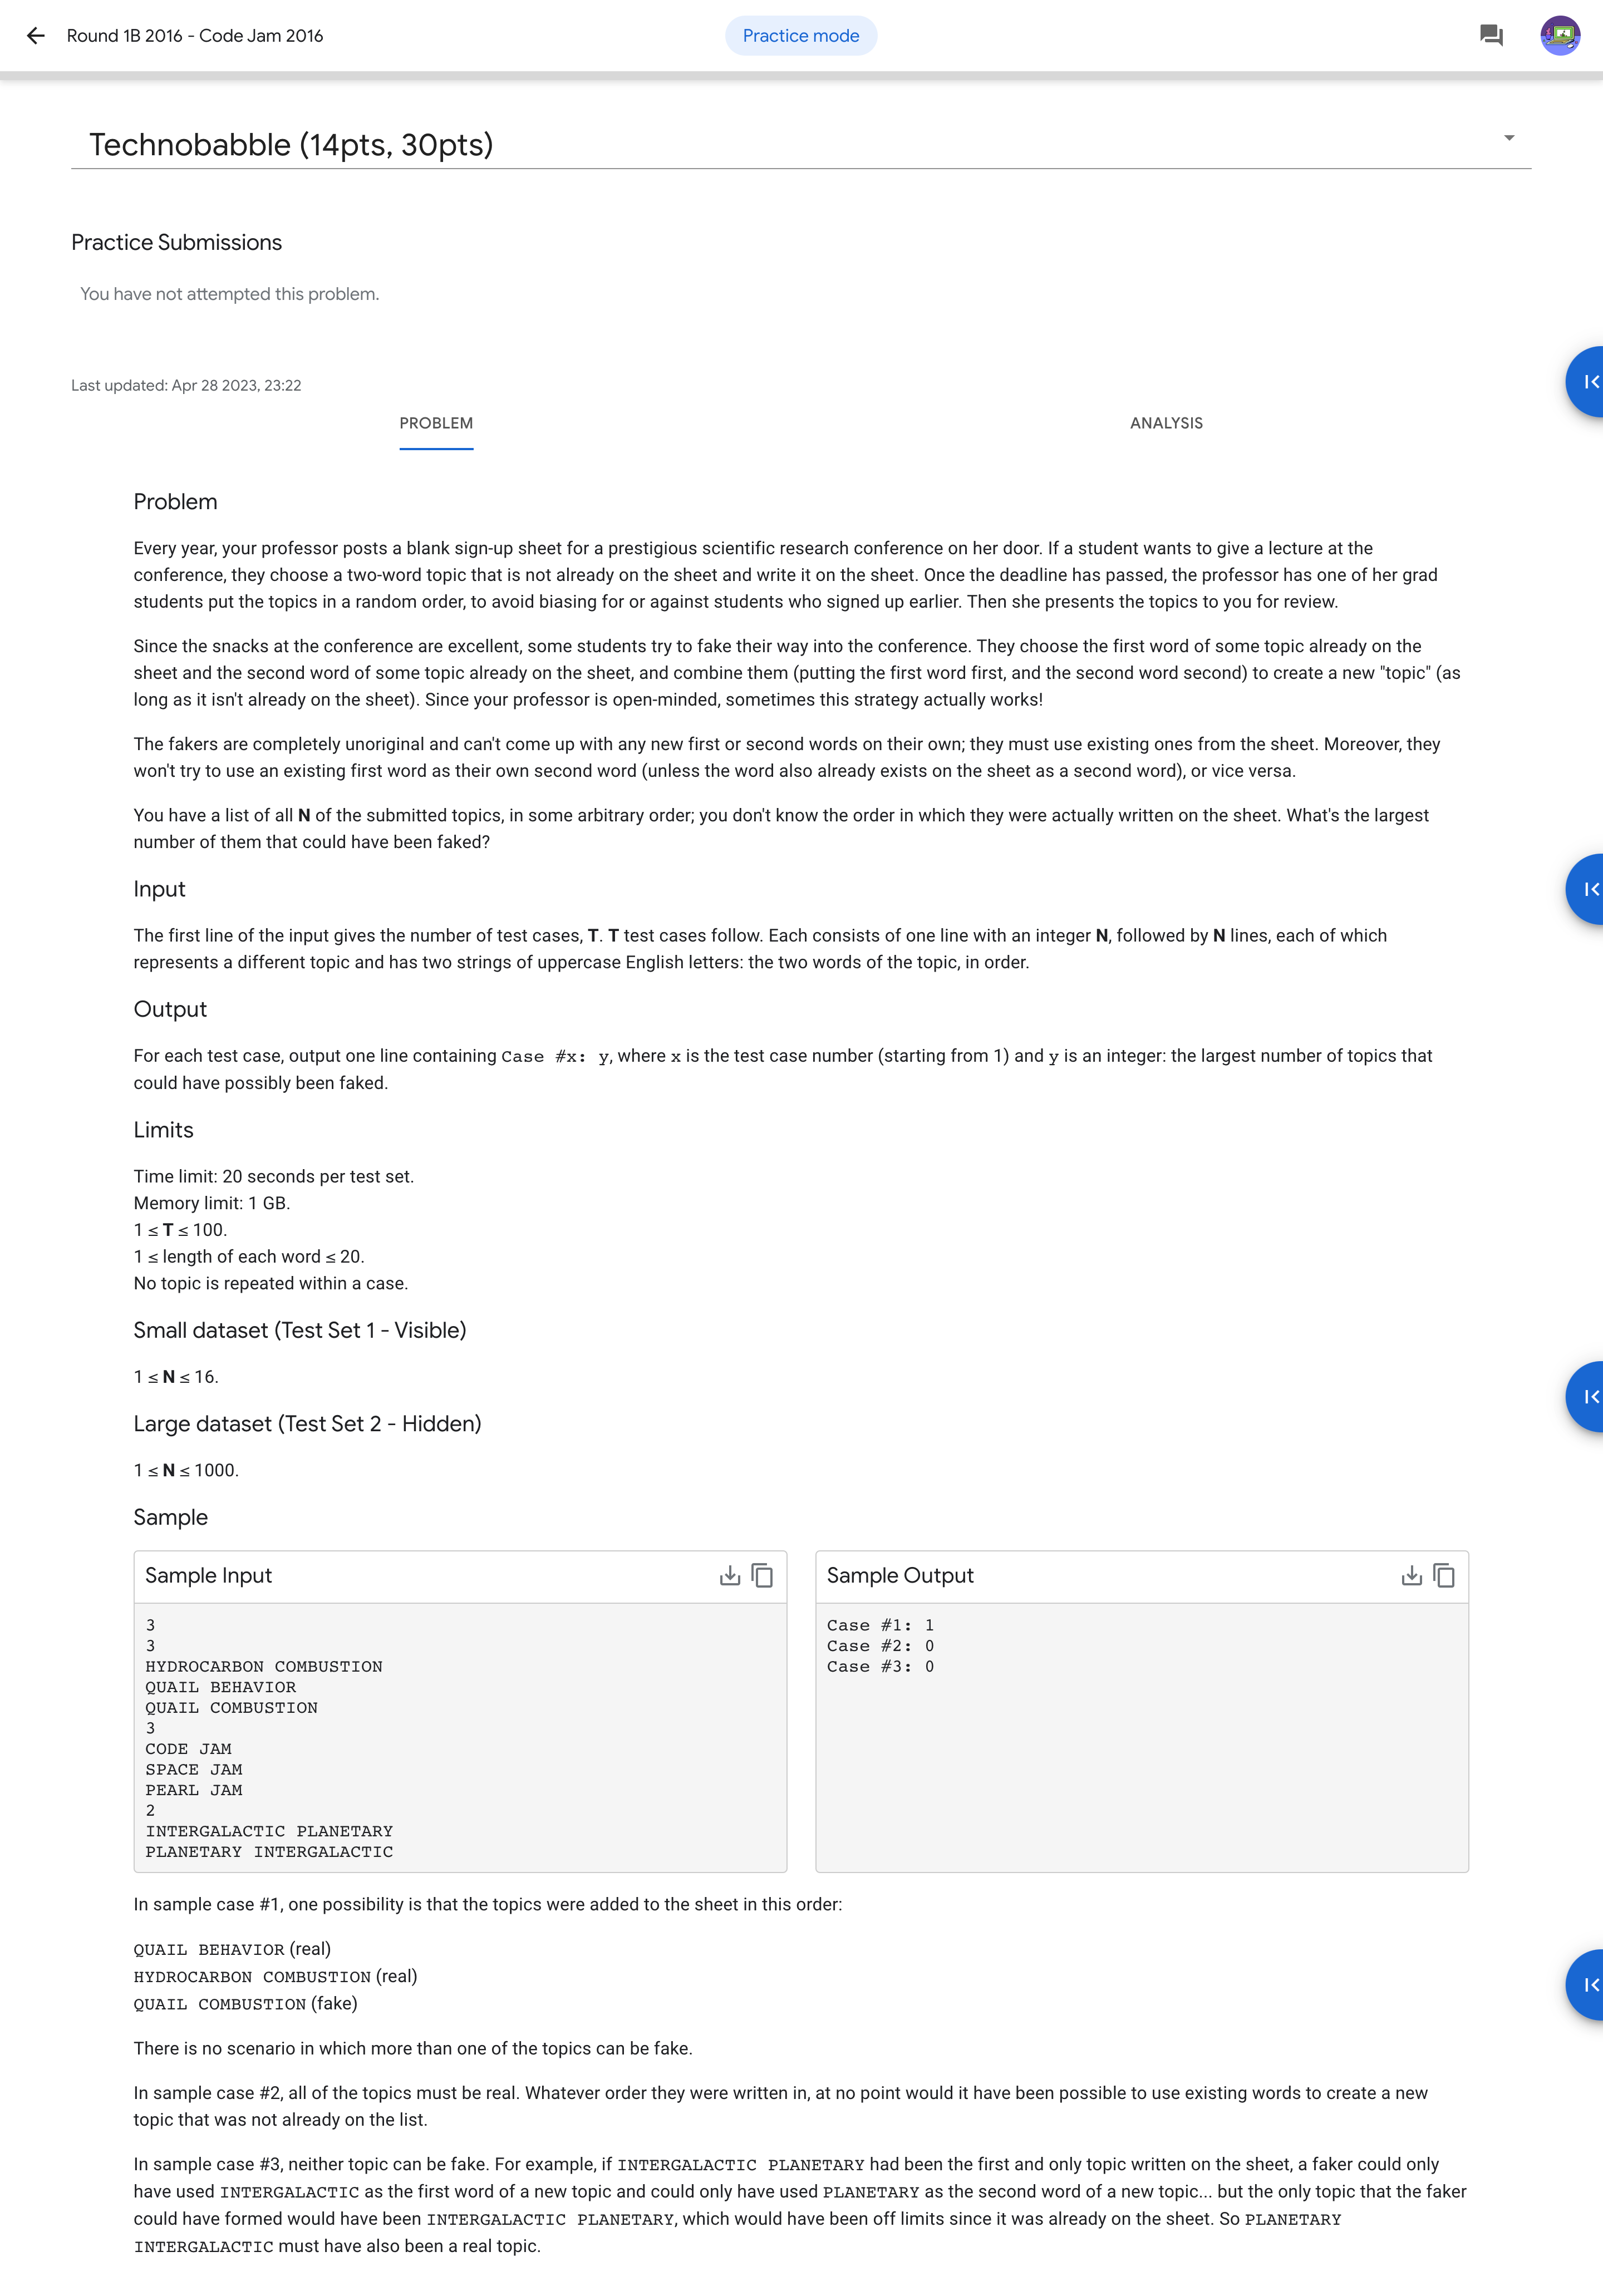 Round 1B 2016 - Code Jam 2016
Practice mode
Technobabble (14pts, 30pts)
Practice Submissions
You have not attempted this problem.
Last updated: Apr 28 2023, 23:22
PROBLEM
ANALYSIS
Problem
Every year, your professor posts a blank sign-up sheet for a prestigious scientific research conference on her door. If a student wants to give a lecture at the
conference, they choose a two-word topic that is not already on the sheet and write it on the sheet. Once the deadline has passed, the professor has one of her grad
students put the topics in a random order, to avoid biasing for or against students who signed up earlier. Then she presents the topics to you for review.
Since the snacks at the conference are excellent, some students try to fake their way into the conference. They choose the first word of some topic already on the
sheet and the second word of some topic already on the sheet, and combine them (putting the first word first, and the second word second) to create a new "topic" (as
long as it isn't already on the sheet). Since your professor is open-minded, sometimes this strategy actually works!
The fakers are completely unoriginal and can't come up with any new first or second words on their own; they must use existing ones from the sheet. Moreover, they
won't try to use an existing first word as their own second word (unless the word also already exists on the sheet as a second word), or vice versa.
You have a list of all N of the submitted topics, in some arbitrary order; you don't know the order in which they were actually written on the sheet. What's the largest
number of them that could have been faked?
Input
The first line of the input gives the number of test cases, T. T test cases follow. Each consists of one line with an integer N, followed by N lines, each of which
represents a different topic and has two strings of uppercase English letters: the two words of the topic, in order.
Output
For each test case, output one line containing Case #x: y, where x is the test case number (starting from 1) and y is an integer: the largest number of topics that
could have possibly been faked.
Limits
Time limit: 20 seconds per test set.
Memory limit: 1 GB.
1 ≤ T ≤ 100.
1 ≤ length of each word ≤ 20.
No topic is repeated within a case.
Small dataset (Test Set 1 - Visible)
1 ≤ N ≤ 16.
Large dataset (Test Set 2 - Hidden)
1 ≤ N ≤ 1000.
Sample
Sample Input
3
3
HYDROCARBON COMBUSTION
QUAIL BEHAVIOR
QUAIL COMBUSTION
3
CODE JAM
SPACE JAM
PEARL JAM
2
INTERGALACTIC PLANETARY
PLANETARY INTERGALACTIC
Sample Output
Case #1: 1
Case #2: 0
Case #3: 0
In sample case #1, one possibility is that the topics were added to the sheet in this order:
QUAIL BEHAVIOR (real)
HYDROCARBON COMBUSTION (real)
QUAIL COMBUSTION (fake)
There is no scenario in which more than one of the topics can be fake.
In sample case #2, all of the topics must be real. Whatever order they were written in, at no point would it have been possible to use existing words to create a new
topic that was not already on the list.
In sample case #3, neither topic can be fake. For example, if INTERGALACTIC PLANETARY had been the first and only topic written on the sheet, a faker could only
have used INTERGALACTIC as the first word of a new topic and could only have used PLANETARY as the second word of a new topic... but the only topic that the faker
could have formed would have been INTERGALACTIC PLANETARY, which would have been off limits since it was already on the sheet. So PLANETARY
INTERGALACTIC must have also been a real topic.